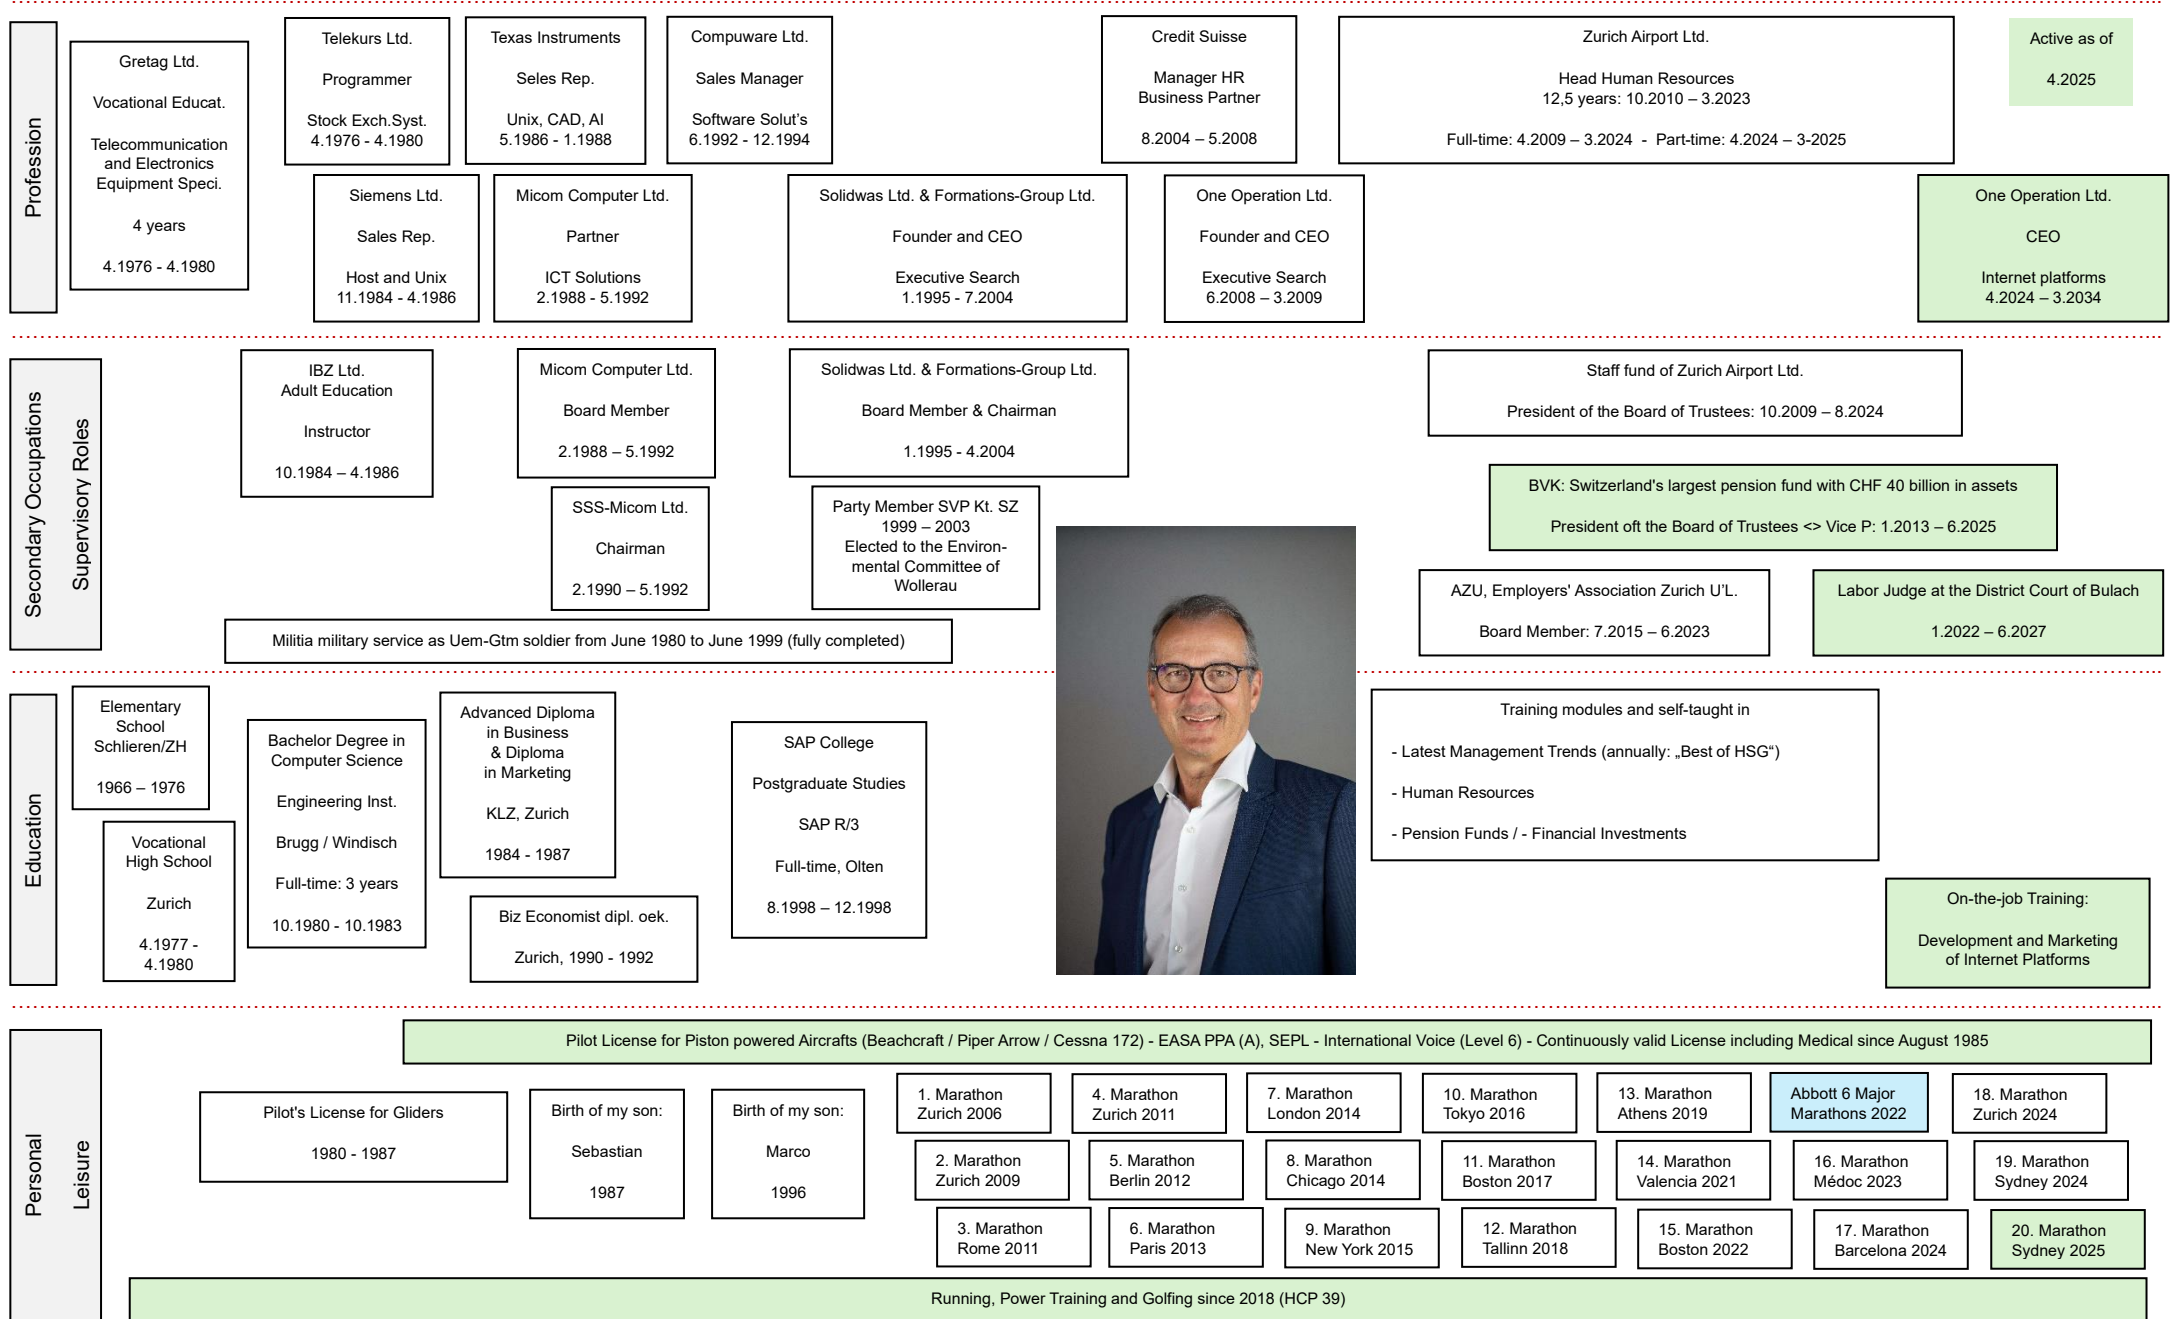 Profession
Gretag Ltd.
Vocational Educat.
Telecommunication
and Electronics
Equipment Speci.
4 years
4.1976 - 4.1980
Telekurs Ltd.
Programmer
Stock Exch.Syst.
4.1976 - 4.1980
Texas Instruments
Seles Rep.
Unix, CAD, AI
5.1986 - 1.1988
Compuware Ltd.
Sales Manager
Software Solut's
6.1992 - 12.1994
Credit Suisse
Manager HR
Business Partner
8.2004 – 5.2008
Zurich Airport Ltd.
Head Human Resources
12,5 years: 10.2010 – 3.2023
Full-time: 4.2009 – 3.2024 - Part-time: 4.2024 – 3-2025
Active as of
4.2025
Siemens Ltd.
Sales Rep.
Host and Unix
11.1984 - 4.1986
Micom Computer Ltd.
Partner
ICT Solutions
2.1988 - 5.1992
Solidwas Ltd. & Formations-Group Ltd.
Founder and CEO
Executive Search
1.1995 - 7.2004
One Operation Ltd.
Founder and CEO
Executive Search
6.2008 – 3.2009
One Operation Ltd.
CEO
Internet platforms
4.2024 – 3.2034
Secondary Occupations
Supervisory Roles
IBZ Ltd.
Adult Education
Instructor
10.1984 – 4.1986
Micom Computer Ltd.
Board Member
2.1988 – 5.1992
Solidwas Ltd. & Formations-Group Ltd.
Board Member & Chairman
1.1995 - 4.2004
Staff fund of Zurich Airport Ltd.
President of the Board of Trustees: 10.2009 – 8.2024
SSS-Micom Ltd.
Chairman
2.1990 – 5.1992
Party Member SVP Kt. SZ
1999 – 2003
Elected to the Environ-
mental Committee of
Wollerau
BVK: Switzerland's largest pension fund with CHF 40 billion in assets
President oft the Board of Trustees <> Vice P: 1.2013 – 6.2025
AZU, Employers' Association Zurich U'L.
Board Member: 7.2015 – 6.2023
Labor Judge at the District Court of Bulach
1.2022 – 6.2027
Militia military service as Uem-Gtm soldier from June 1980 to June 1999 (fully completed)
Education
Elementary
School
Schlieren/ZH
1966 – 1976
Vocational
High School
Zurich
4.1977 -
4.1980
Bachelor Degree in
Computer Science
Engineering Inst.
Brugg / Windisch
Full-time: 3 years
10.1980 - 10.1983
Advanced Diploma
in Business
& Diploma
in Marketing
KLZ, Zurich
1984 - 1987
Biz Economist dipl. oek.
Zurich, 1990 - 1992
SAP College
Postgraduate Studies
SAP R/3
Full-time, Olten
8.1998 – 12.1998
Training modules and self-taught in
- Latest Management Trends (annually: „Best of HSG“)
- Human Resources
- Pension Funds / - Financial Investments
On-the-job Training:
Development and Marketing
of Internet Platforms
Personal
Leisure
Pilot License for Piston powered Aircrafts (Beachcraft / Piper Arrow / Cessna 172) - EASA PPA (A), SEPL - International Voice (Level 6) - Continuously valid License including Medical since August 1985
Pilot's License for Gliders
1980 - 1987
Birth of my son:
Sebastian
1987
Birth of my son:
Marco
1996
1. Marathon
Zurich 2006
4. Marathon
Zurich 2011
7. Marathon
London 2014
10. Marathon
Tokyo 2016
13. Marathon
Athens 2019
Abbott 6 Major
Marathons 2022
18. Marathon
Zurich 2024
2. Marathon
Zurich 2009
5. Marathon
Berlin 2012
8. Marathon
Chicago 2014
11. Marathon
Boston 2017
14. Marathon
Valencia 2021
16. Marathon
Médoc 2023
19. Marathon
Sydney 2024
3. Marathon
Rome 2011
6. Marathon
Paris 2013
9. Marathon
New York 2015
12. Marathon
Tallinn 2018
15. Marathon
Boston 2022
17. Marathon
Barcelona 2024
20. Marathon
Sydney 2025
Running, Power Training and Golfing since 2018 (HCP 39)